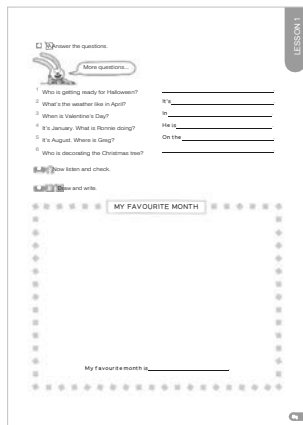 LESSON 1
Answer the questions.
More questions...
1 Who is getting ready for Halloween?
2 What's the weather like in April? It's
3 When is Valentine's Day? In
4 It's January. What is Ronnie doing? He is
5 It's August. Where is Greg? On the
6 Who is decorating the Christmas tree?
Now listen and check.
Draw and write.
MY FAVOURITE MONTH
My favourite month is